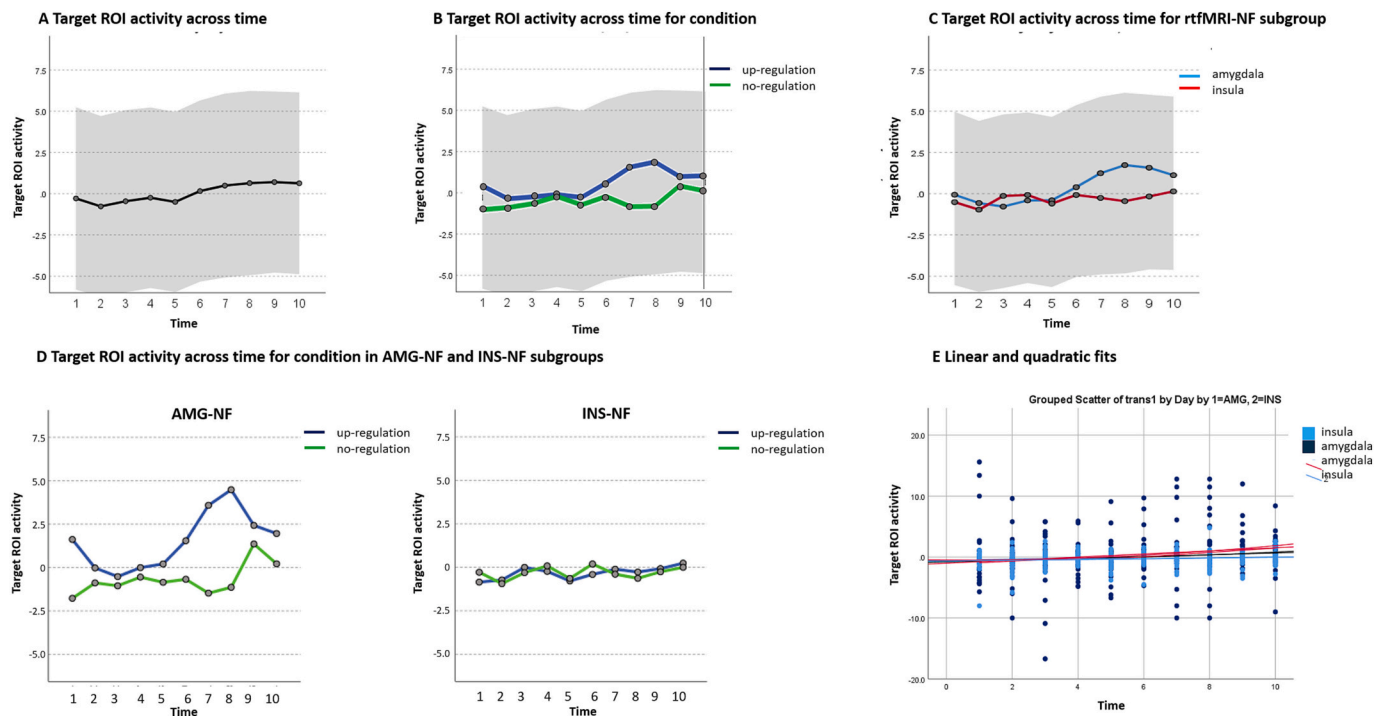 A Target ROI activity across time
B Target ROI activity across time for condition
C Target ROI activity across time for rtfMRI-NF subgroup
7.5
5.0
2.5
.0
-2.5
-5.0
Target ROI activity
1 2 3 4 5 6 7 8 9 10
Time
7.5
5.0
2.5
.0
-2.5
-5.0
Target ROI activity
up-regulation
no-regulation
1 2 3 4 5 6 7 8 9 10
Time
7.5
5.0
2.5
.0
-2.5
-5.0
Target ROI activity
amygdala
insula
1 2 3 4 5 6 7 8 9 10
Time
D Target ROI activity across time for condition in AMG-NF and INS-NF subgroups
E Linear and quadratic fits
AMG-NF
7.5
5.0
2.5
.0
-2.5
-5.0
Target ROI activity
up-regulation
no-regulation
1 2 3 4 5 6 7 8 9 10
Time
INS-NF
7.5
5.0
2.5
.0
-2.5
-5.0
Target ROI activity
up-regulation
no-regulation
1 2 3 4 5 6 7 8 9 10
Time
Grouped Scatter of trans1 by Day by 1=AMG, 2=INS
20.0
10.0
.0
-10.0
-20.0
Target ROI activity
insula
amygdala
amygdala
insula
0 2 4 6 8 10
Time